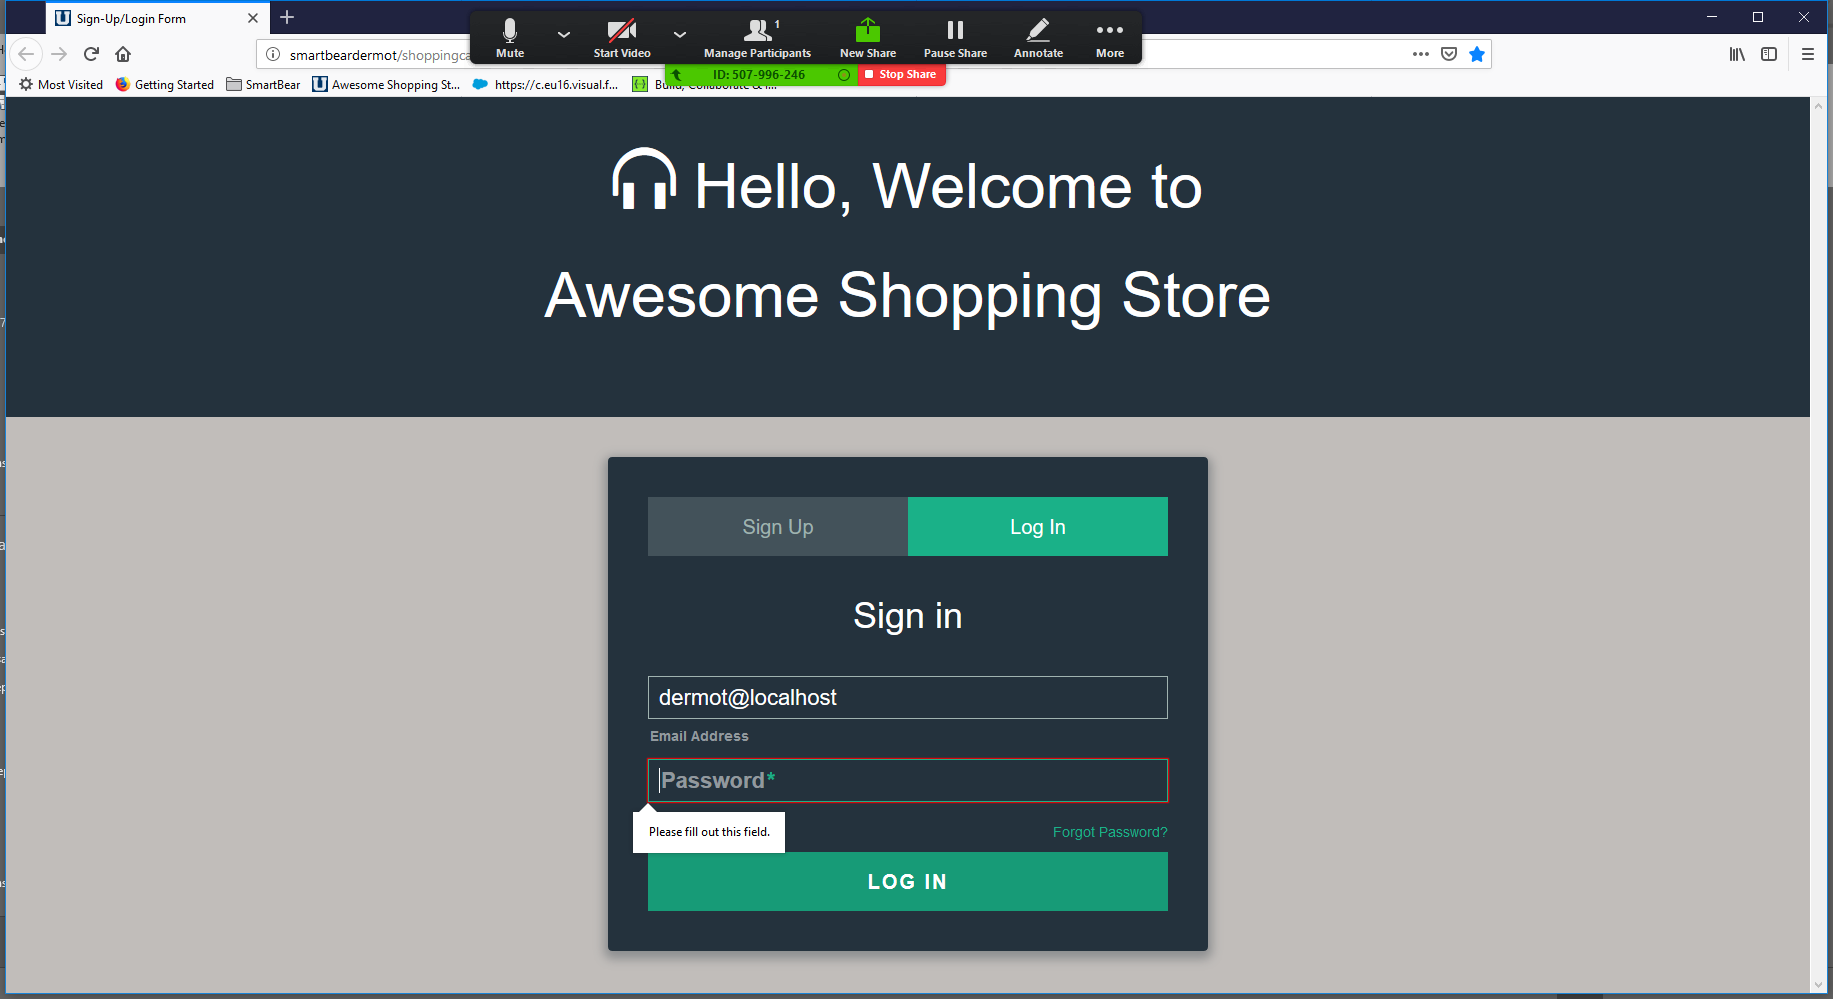 Sign-Up/Login Form
Mute
Start Video
1
Manage Participants
New Share
Pause Share
Annotate
More
smartbeardermot/shoppingca
ID: 507-996-246
Stop Share
Most Visited
Getting Started
SmartBear
Awesome Shopping St...
https://c.eu16.visual.f...
Hello, Welcome to
Awesome Shopping Store
Sign Up
Log In
Sign in
dermot@localhost
Email Address
Password*
Please fill out this field.
Forgot Password?
LOG IN